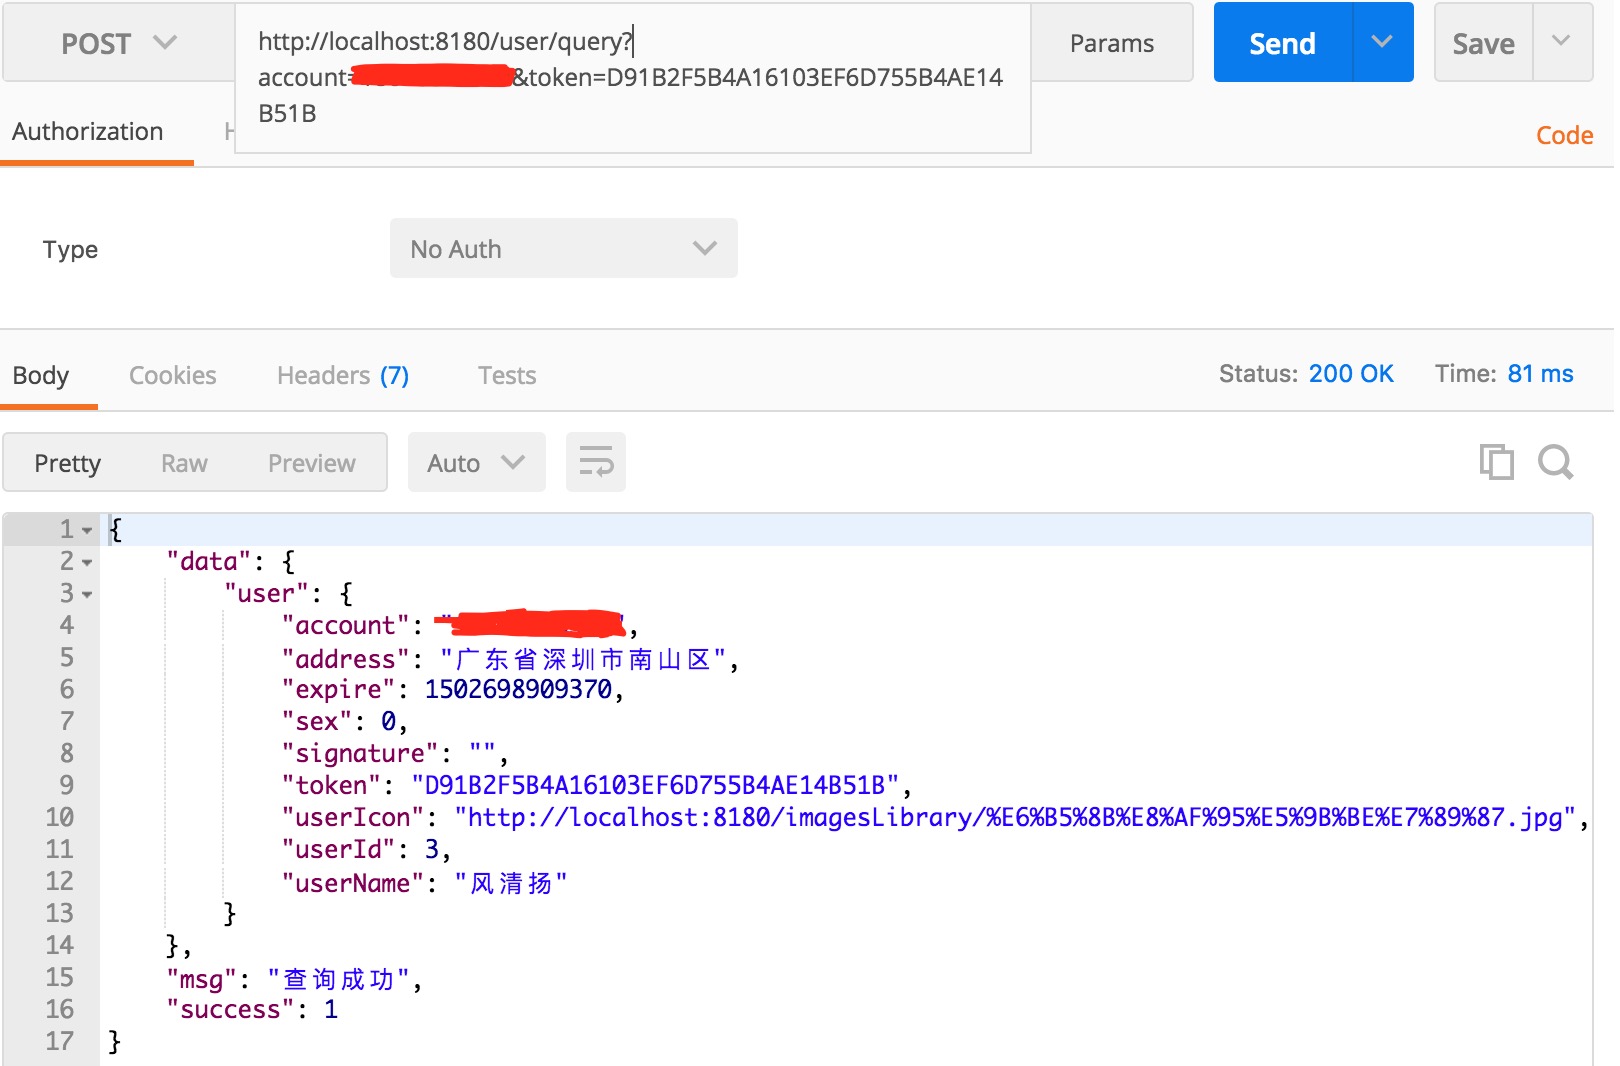 POST
http://localhost:8180/user/query?
account=&token=D91B2F5B4A16103EF6D755B4AE14
B51B
Params
Send
Save
Authorization
Code
Type
No Auth
Body
Cookies
Headers (7)
Tests
Status: 200 OK
Time: 81 ms
Pretty
Raw
Preview
Auto
1 {
2 "data": {
3 "user": {
4 "account": ,
5 "address": "广东省深圳市南山区",
6 "expire": 1502698909370,
7 "sex": 0,
8 "signature": "",
9 "token": "D91B2F5B4A16103EF6D755B4AE14B51B",
10 "userIcon": "http://localhost:8180/imagesLibrary/%E6%B5%8B%E8%AF%95%E5%9B%BE%E7%89%87.jpg",
11 "userId": 3,
12 "userName": "风清扬"
13 }
14 },
15 "msg": "查询成功",
16 "success": 1
17 }